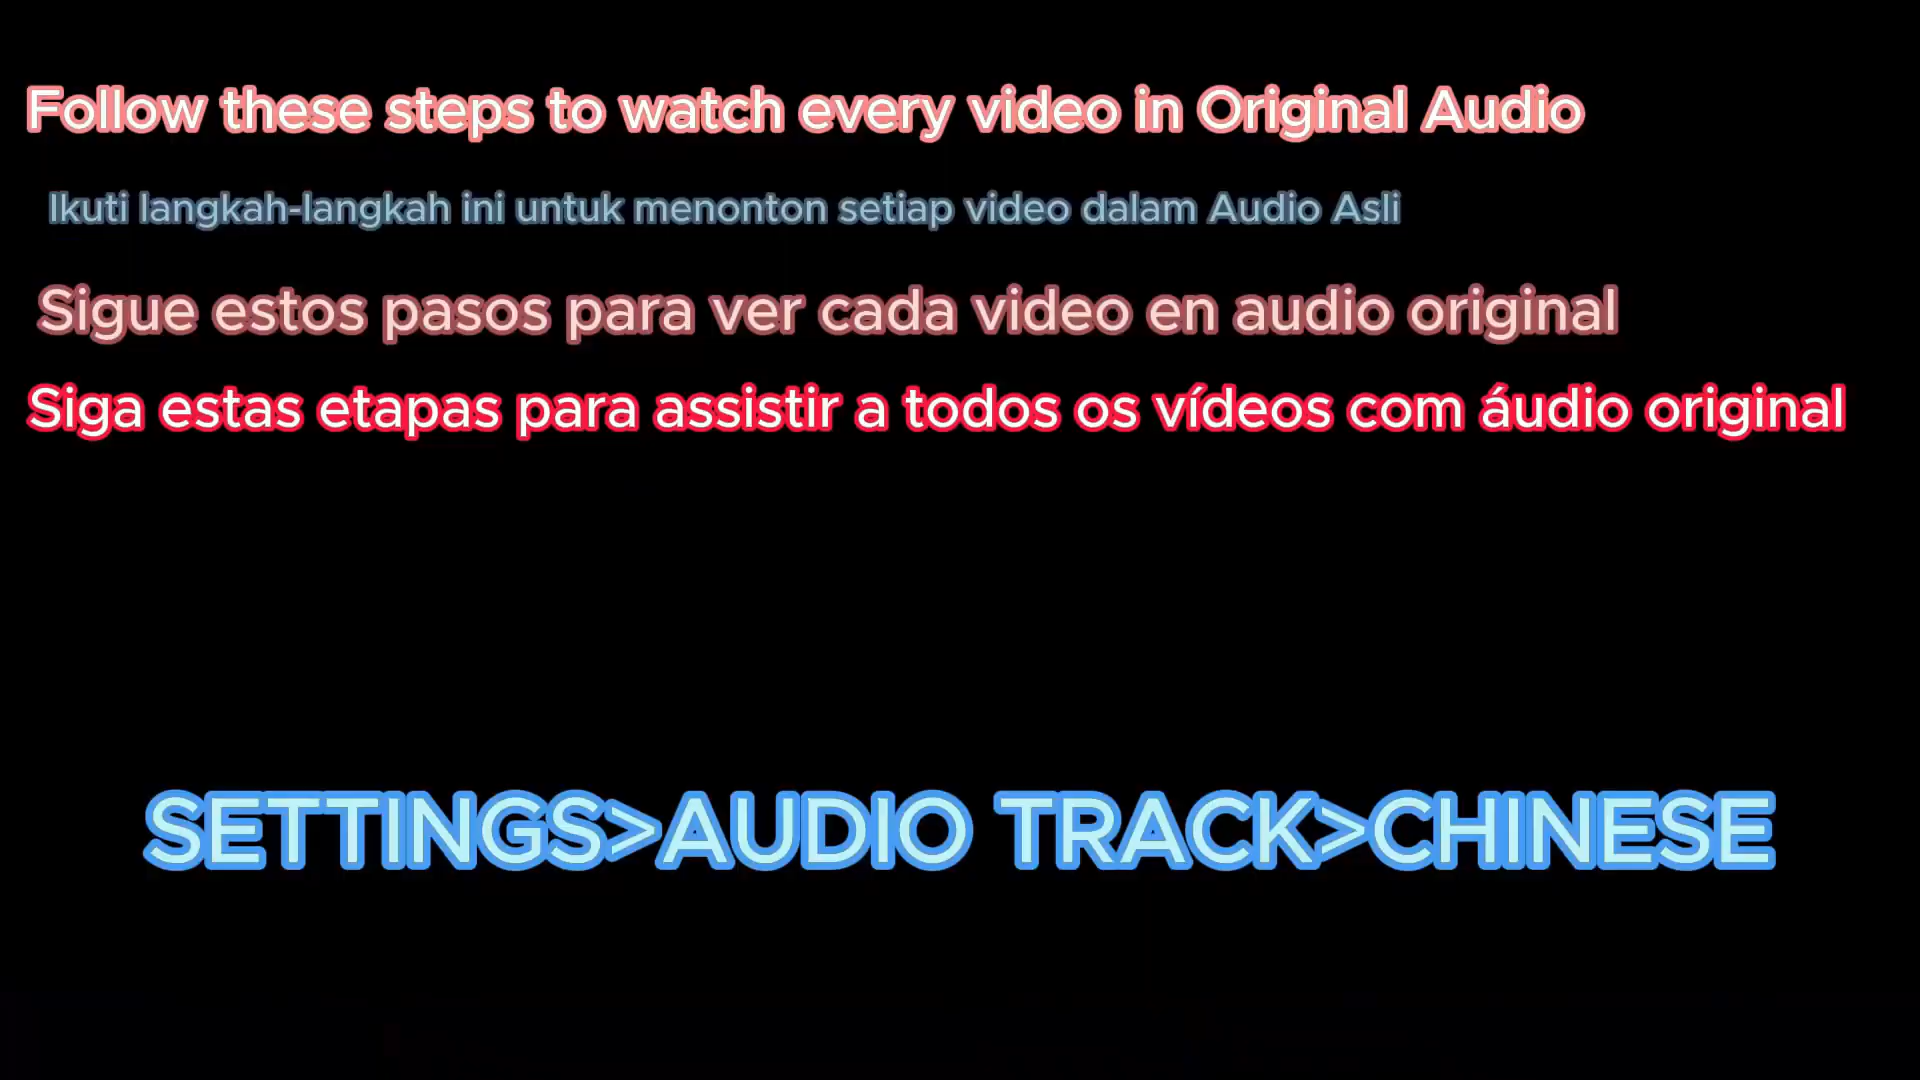 Follow these steps to watch every video in Original Audio
Ikuti langkah-langkah ini untuk menonton setiap video dalam Audio Asli
Sigue estos pasos para ver cada video en audio original
Siga estas etapas para assistir a todos os vídeos com áudio original
SETTINGS>AUDIO TRACK>CHINESE